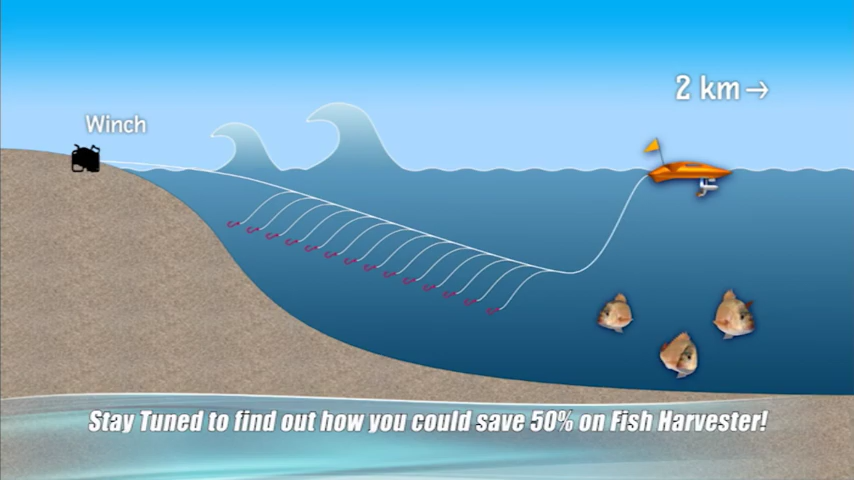 2 km→
Winch
Stay Tuned to find out how you could save 50% on Fish Harvester!